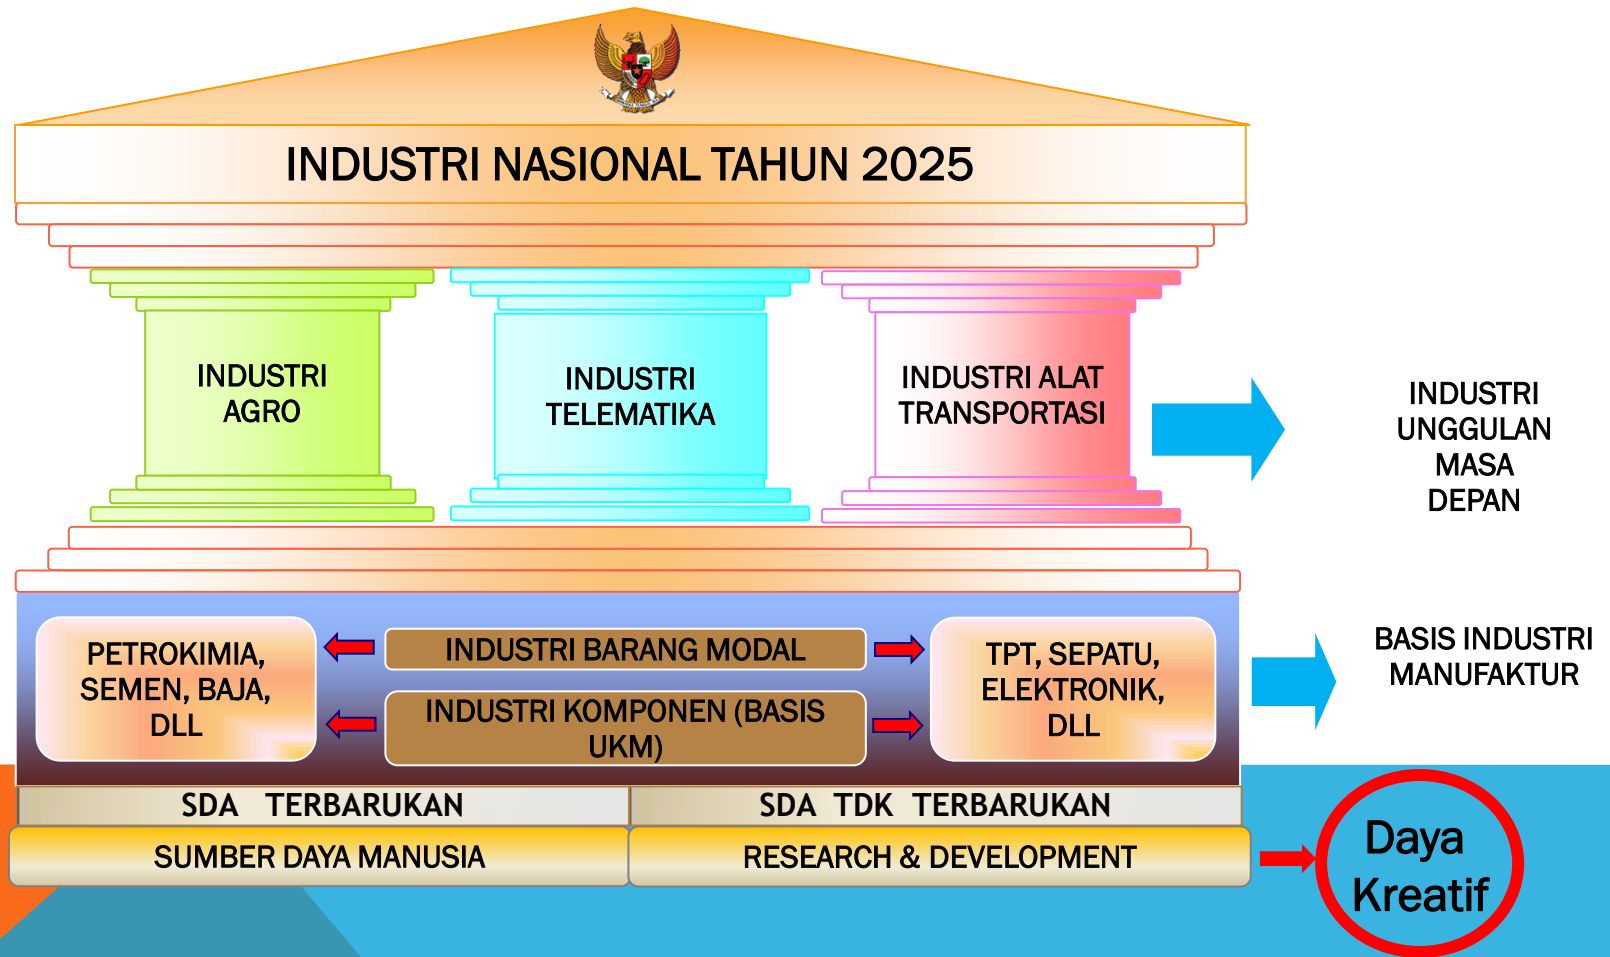 INDUSTRI NASIONAL TAHUN 2025
INDUSTRI
AGRO
INDUSTRI
TELEMATIKA
INDUSTRI ALAT
TRANSPORTASI
INDUSTRI
UNGGULAN
MASA
DEPAN
PETROKIMIA,
SEMEN, BAJA,
DLL
INDUSTRI BARANG MODAL
INDUSTRI KOMPONEN (BASIS
UKM)
TPT, SEPATU,
ELEKTRONIK,
DLL
BASIS INDUSTRI
MANUFAKTUR
SDA TERBARUKAN
SDA TDK TERBARUKAN
SUMBER DAYA MANUSIA
RESEARCH & DEVELOPMENT
Daya
Kreatif